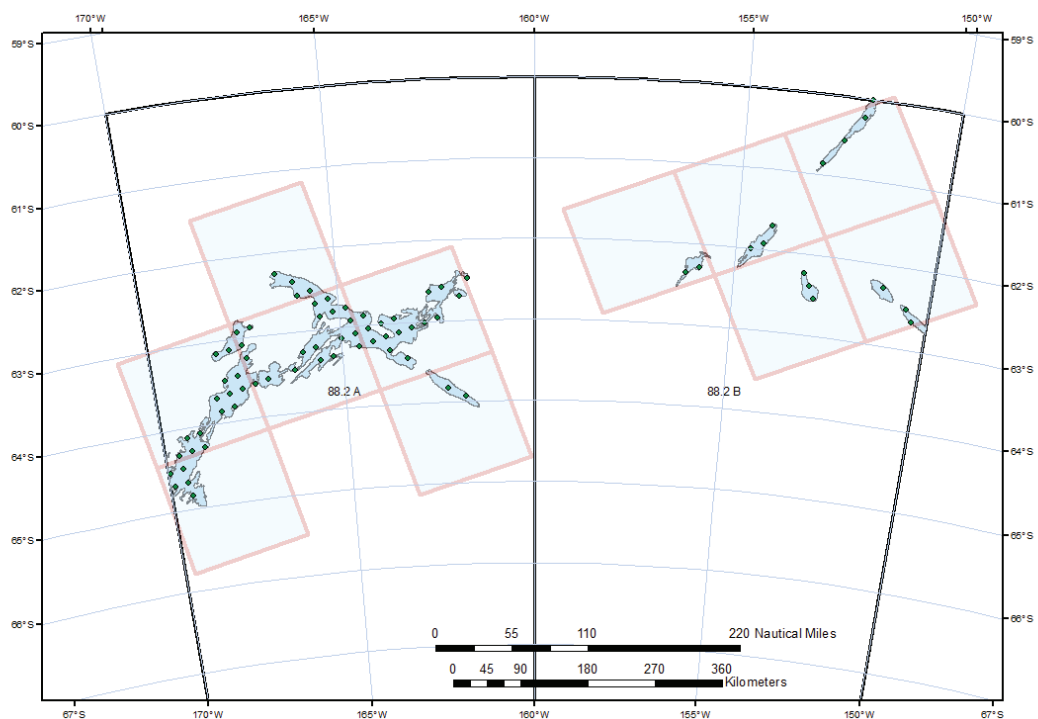 170°W 165°W 160°W 155°W 150°W
59°S 59°S
60°S 60°S
61°S 61°S
62°S 62°S
63°S 63°S
88.2 A 88.2 B
64°S 64°S
65°S 65°S
66°S 66°S
0 55 110 220 Nautical Miles
0 45 90 180 270 360
Kilometers
67°S 170°W 165°W 160°W 155°W 150°W 67°S